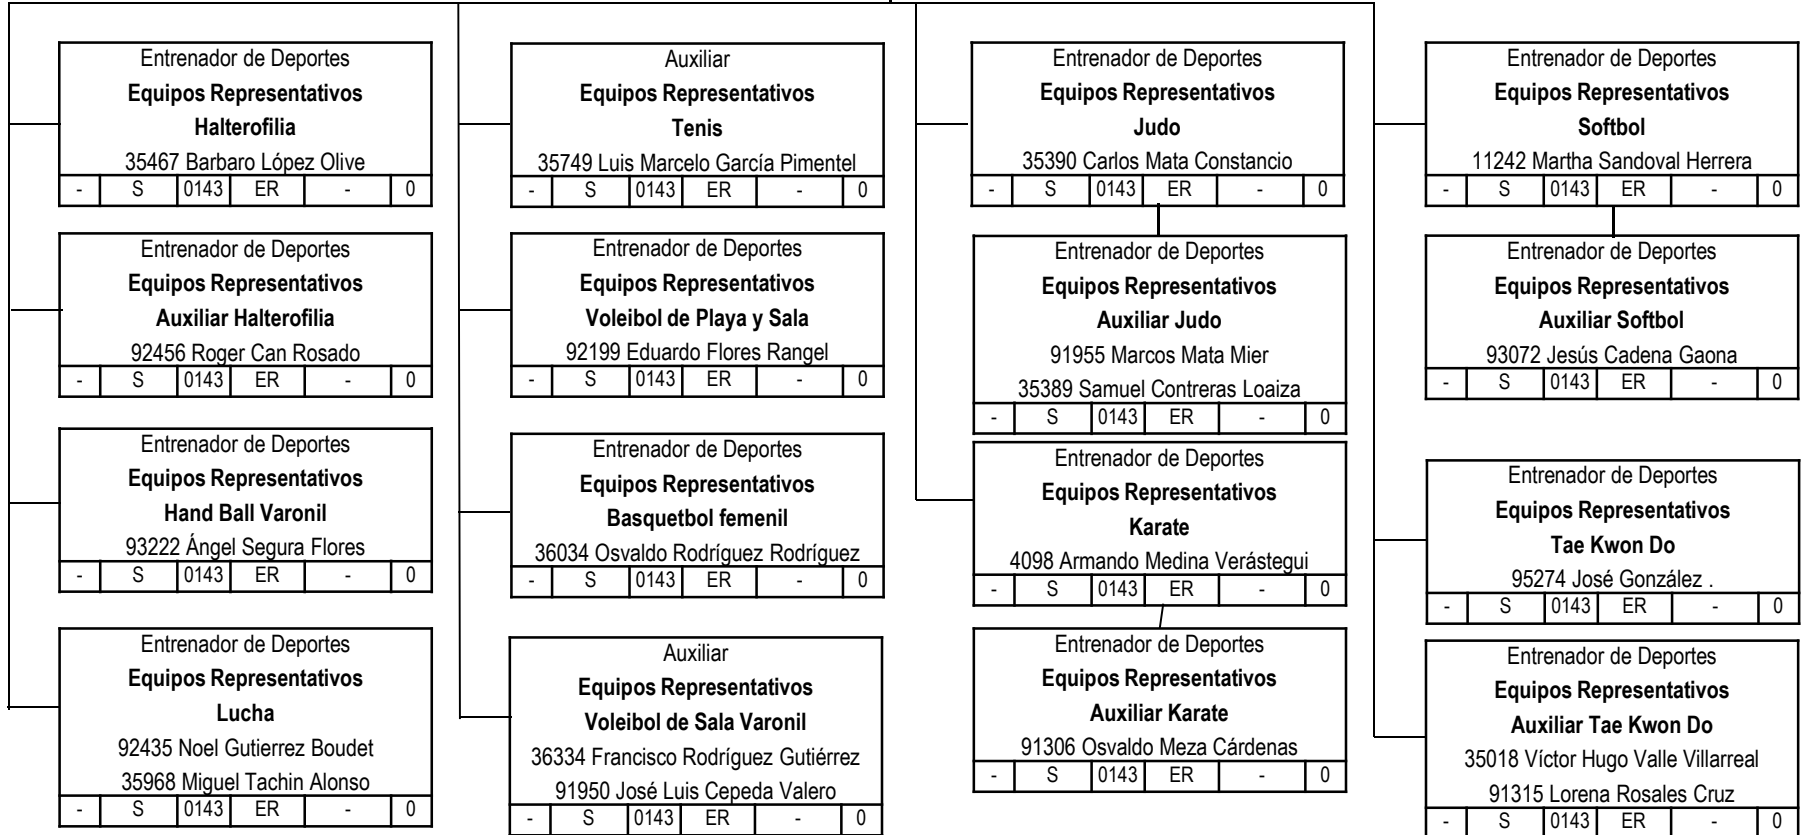 Entrenador de Deportes
Equipos Representativos
Halterofilia
35467 Barbaro López Olive
- S 0143 ER - 0
Entrenador de Deportes
Equipos Representativos
Auxiliar Halterofilia
92456 Roger Can Rosado
- S 0143 ER - 0
Entrenador de Deportes
Equipos Representativos
Hand Ball Varonil
93222 Ángel Segura Flores
- S 0143 ER - 0
Entrenador de Deportes
Equipos Representativos
Lucha
92435 Noel Gutierrez Boudet
35968 Miguel Tachin Alonso
- S 0143 ER - 0
Auxiliar
Equipos Representativos
Tenis
35749 Luis Marcelo García Pimentel
- S 0143 ER - 0
Entrenador de Deportes
Equipos Representativos
Voleibol de Playa y Sala
92199 Eduardo Flores Rangel
- S 0143 ER - 0
Entrenador de Deportes
Equipos Representativos
Basquetbol femenil
36034 Osvaldo Rodríguez Rodríguez
- S 0143 ER - 0
Auxiliar
Equipos Representativos
Voleibol de Sala Varonil
36334 Francisco Rodríguez Gutiérrez
91950 José Luis Cepeda Valero
- S 0143 ER - 0
Entrenador de Deportes
Equipos Representativos
Judo
35390 Carlos Mata Constancio
- S 0143 ER - 0
Entrenador de Deportes
Equipos Representativos
Auxiliar Judo
91955 Marcos Mata Mier
35389 Samuel Contreras Loaiza
- S 0143 ER - 0
Entrenador de Deportes
Equipos Representativos
Karate
4098 Armando Medina Verástegui
- S 0143 ER - 0
Entrenador de Deportes
Equipos Representativos
Auxiliar Karate
91306 Osvaldo Meza Cárdenas
- S 0143 ER - 0
Entrenador de Deportes
Equipos Representativos
Softbol
11242 Martha Sandoval Herrera
- S 0143 ER - 0
Entrenador de Deportes
Equipos Representativos
Auxiliar Softbol
93072 Jesús Cadena Gaona
- S 0143 ER - 0
Entrenador de Deportes
Equipos Representativos
Tae Kwon Do
95274 José González .
- S 0143 ER - 0
Entrenador de Deportes
Equipos Representativos
Auxiliar Tae Kwon Do
35018 Víctor Hugo Valle Villarreal
91315 Lorena Rosales Cruz
- S 0143 ER - 0